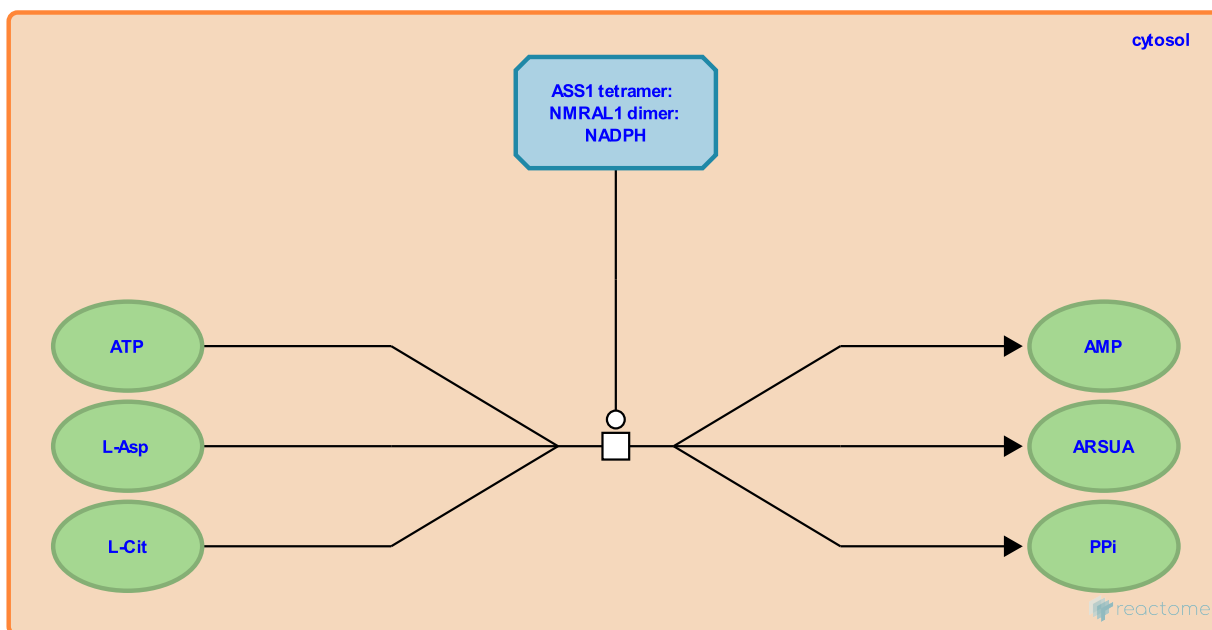 cytosol
ASS1 tetramer:
NMRAL1 dimer:
NADPH
ATP
AMP
L-Asp
ARSUA
L-Cit
PPi
reactome